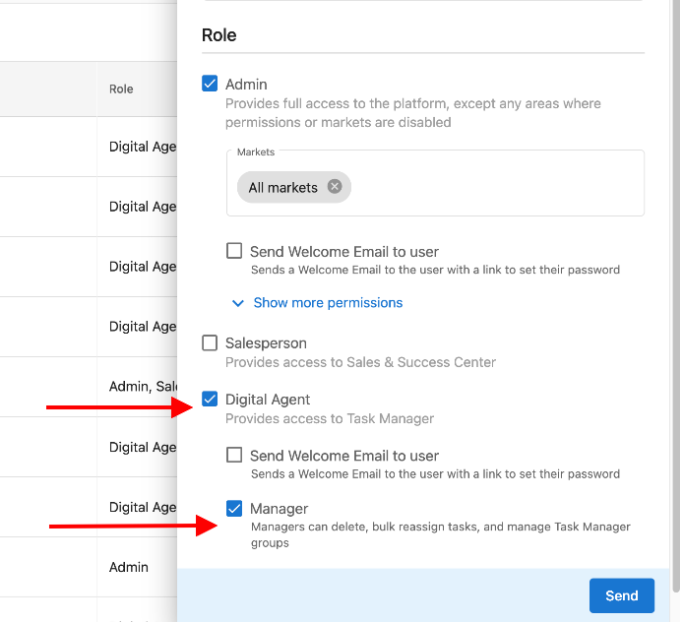 Role
Digital Age
Digital Age
Digital Age
Digital Age
Admin, Sale
Digital Age
Digital Age
Admin
Role
Admin
Provides full access to the platform, except any areas where
permissions or markets are disabled
Markets
All markets
Send Welcome Email to user
Sends a Welcome Email to the user with a link to set their password
Show more permissions
Salesperson
Provides access to Sales & Success Center
Digital Agent
Provides access to Task Manager
Send Welcome Email to user
Sends a Welcome Email to the user with a link to set their password
Manager
Managers can delete, bulk reassign tasks, and manage Task Manager
groups
Send